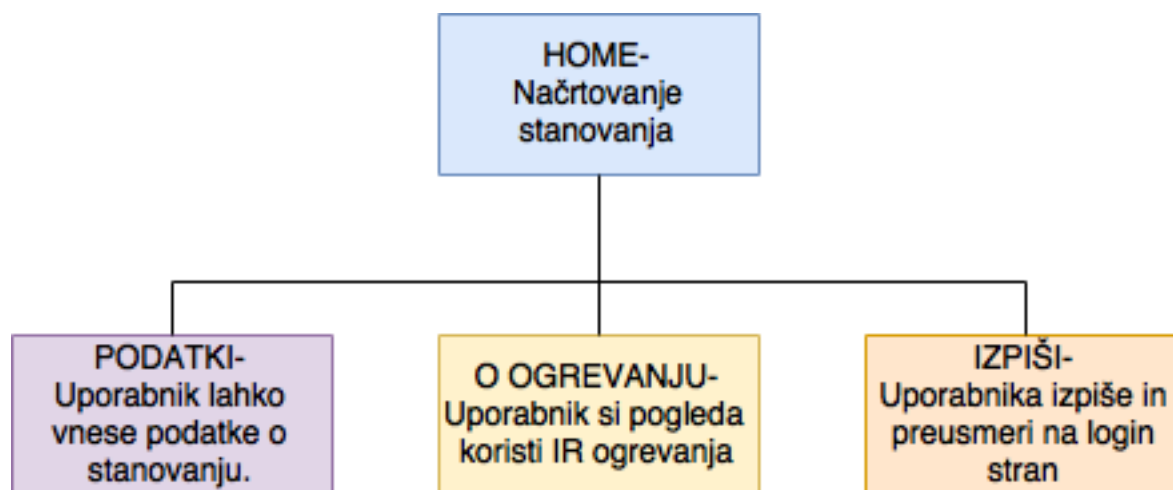 HOME-
Načrtovanje
stanovanja
PODATKI-
Uporabnik lahko
vnese podatke o
stanovanju.
O OGREVANJU-
Uporabnik si pogleda
koristi IR ogrevanja
IZPIŠI-
Uporabnika izpiše in
preusmeri na login
stran